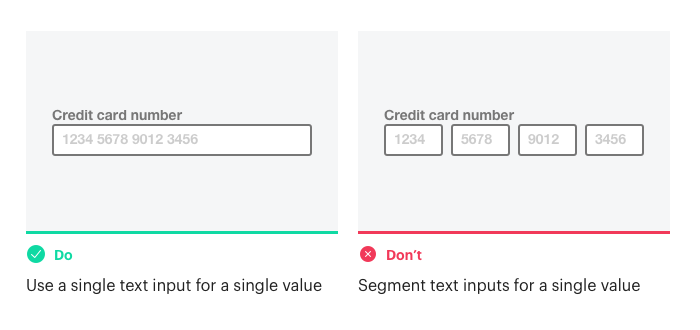 Credit card number
1234 5678 9012 3456
Do
Use a single text input for a single value
Credit card number
1234 5678 9012 3456
Don't
Segment text inputs for a single value